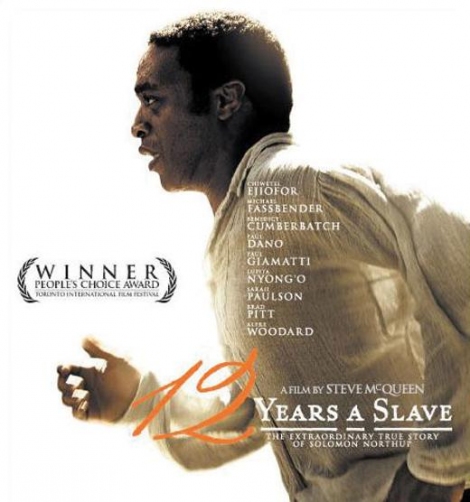 CHIWETEL
EJIOFOR
MICHAEL
FASSBENDER
BENEDICT
CUMBERBATCH
PAUL
DANO
PAUL
GIAMATTI
LUPITA
NYONG'O
SARAH
PAULSON
BRAD
PITT
ALFRE
WOODARD
WINNER
PEOPLE'S CHOICE AWARD
TORONTO INTERNATIONAL FILM FESTIVAL
A FILM BY STEVE McQUEEN
12 YEARS A SLAVE
THE EXTRAORDINARY TRUE STORY
OF SOLOMON NORTHUP